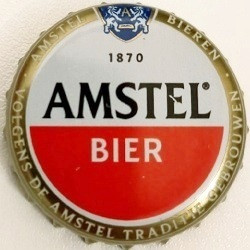 AMSTEL BIEREN
1870
AMSTEL®
BIER
VOLGENS DE AMSTEL TRADITIE GEBROUWEN